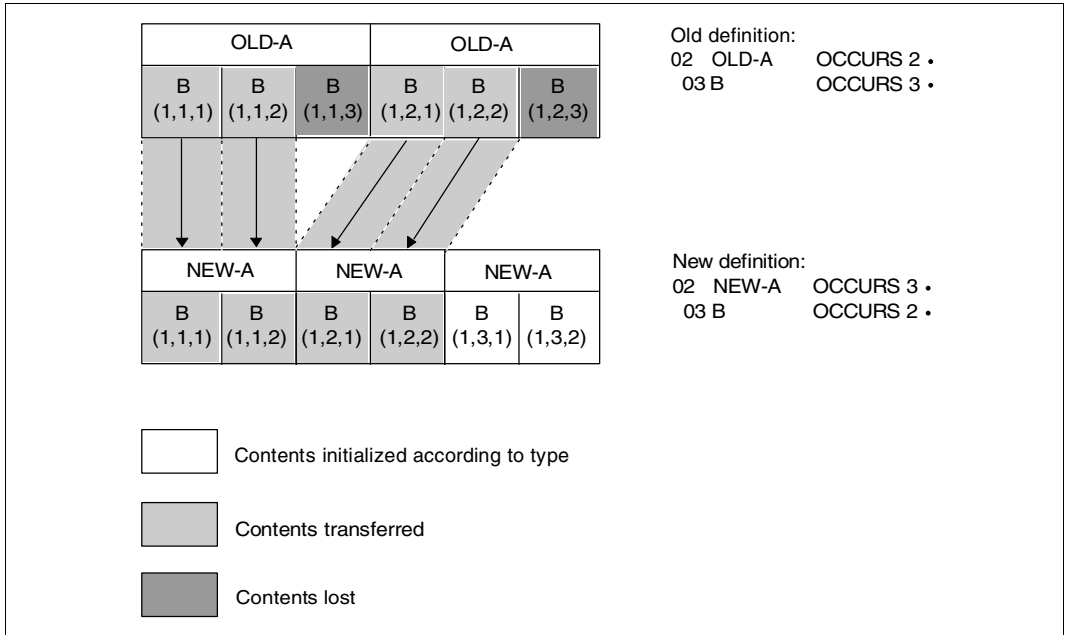 OLD-A OLD-A
B B B B B B
(1,1,1) (1,1,2) (1,1,3) (1,2,1) (1,2,2) (1,2,3)
Old definition:
02 OLD-A OCCURS 2 •
03 B OCCURS 3 •
NEW-A NEW-A NEW-A
B B B B B B
(1,1,1) (1,1,2) (1,2,1) (1,2,2) (1,3,1) (1,3,2)
New definition:
02 NEW-A OCCURS 3 •
03 B OCCURS 2 •
Contents initialized according to type
Contents transferred
Contents lost